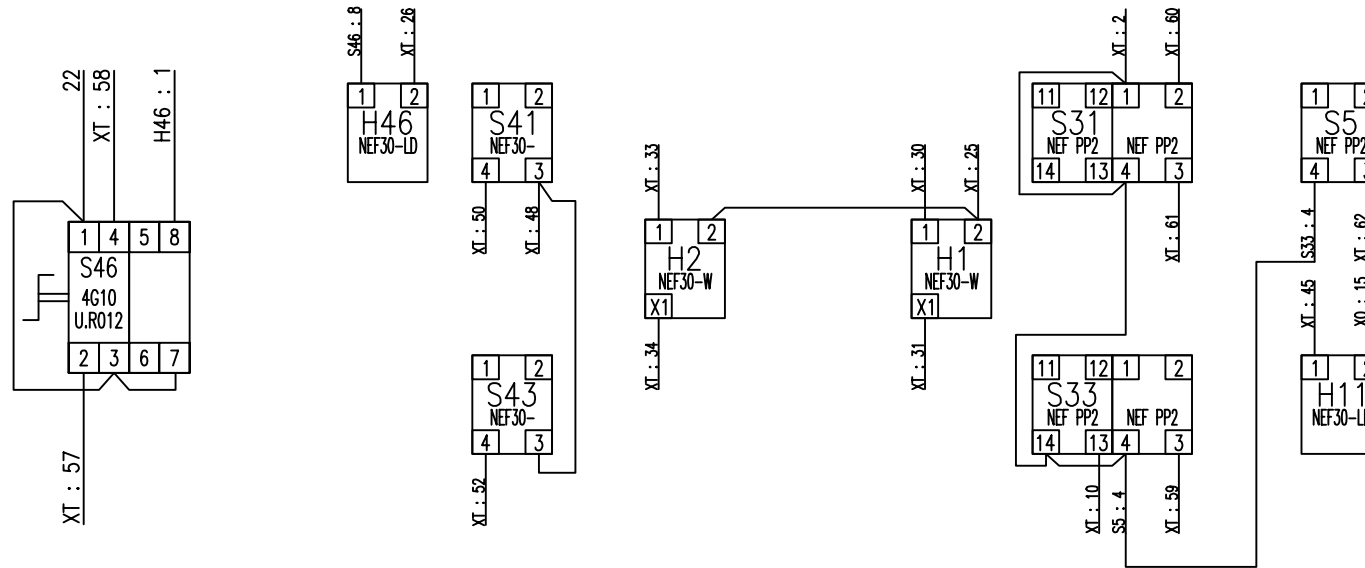 22
XT : 58
H46 : 1
1 4 5 8
S46
4G10
U.R012
2 3 6 7
XT : 57
S46 : 8
XT : 26
1 2
H46
NEF30-LD
1 2
S41
NEF30-
4 3
XT : 50
XT : 48
1 2
S43
NEF30-
4 3
XT : 52
XT : 33
1 2
H2
NEF30-W
X1
XT : 34
XT : 30
XT : 25
1 2
H1
NEF30-W
X1
XT : 31
XT : 2
XT : 60
11 12 1 2
S31
NEF PP2 NEF PP2
14 13 4 3
XT : 61
11 12 1 2
S33
NEF PP2 NEF PP2
14 13 4 3
XT : 10
S5 : 4
XT : 59
1 2
S5
NEF PP2
4 3
S33 : 4
XT : 62
XT : 45
X0 : 15
1 2
H11
NEF30-LD